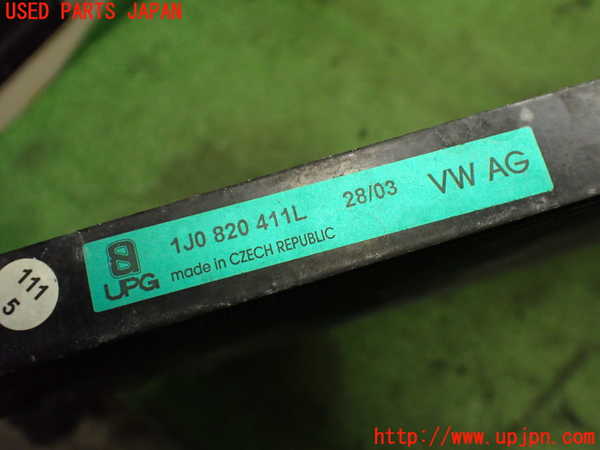 USED PARTS JAPAN
1J0 820 411L 28/03 VW AG
UPG made in CZECH REPUBLIC
111
5
http://www.upjpn.com/